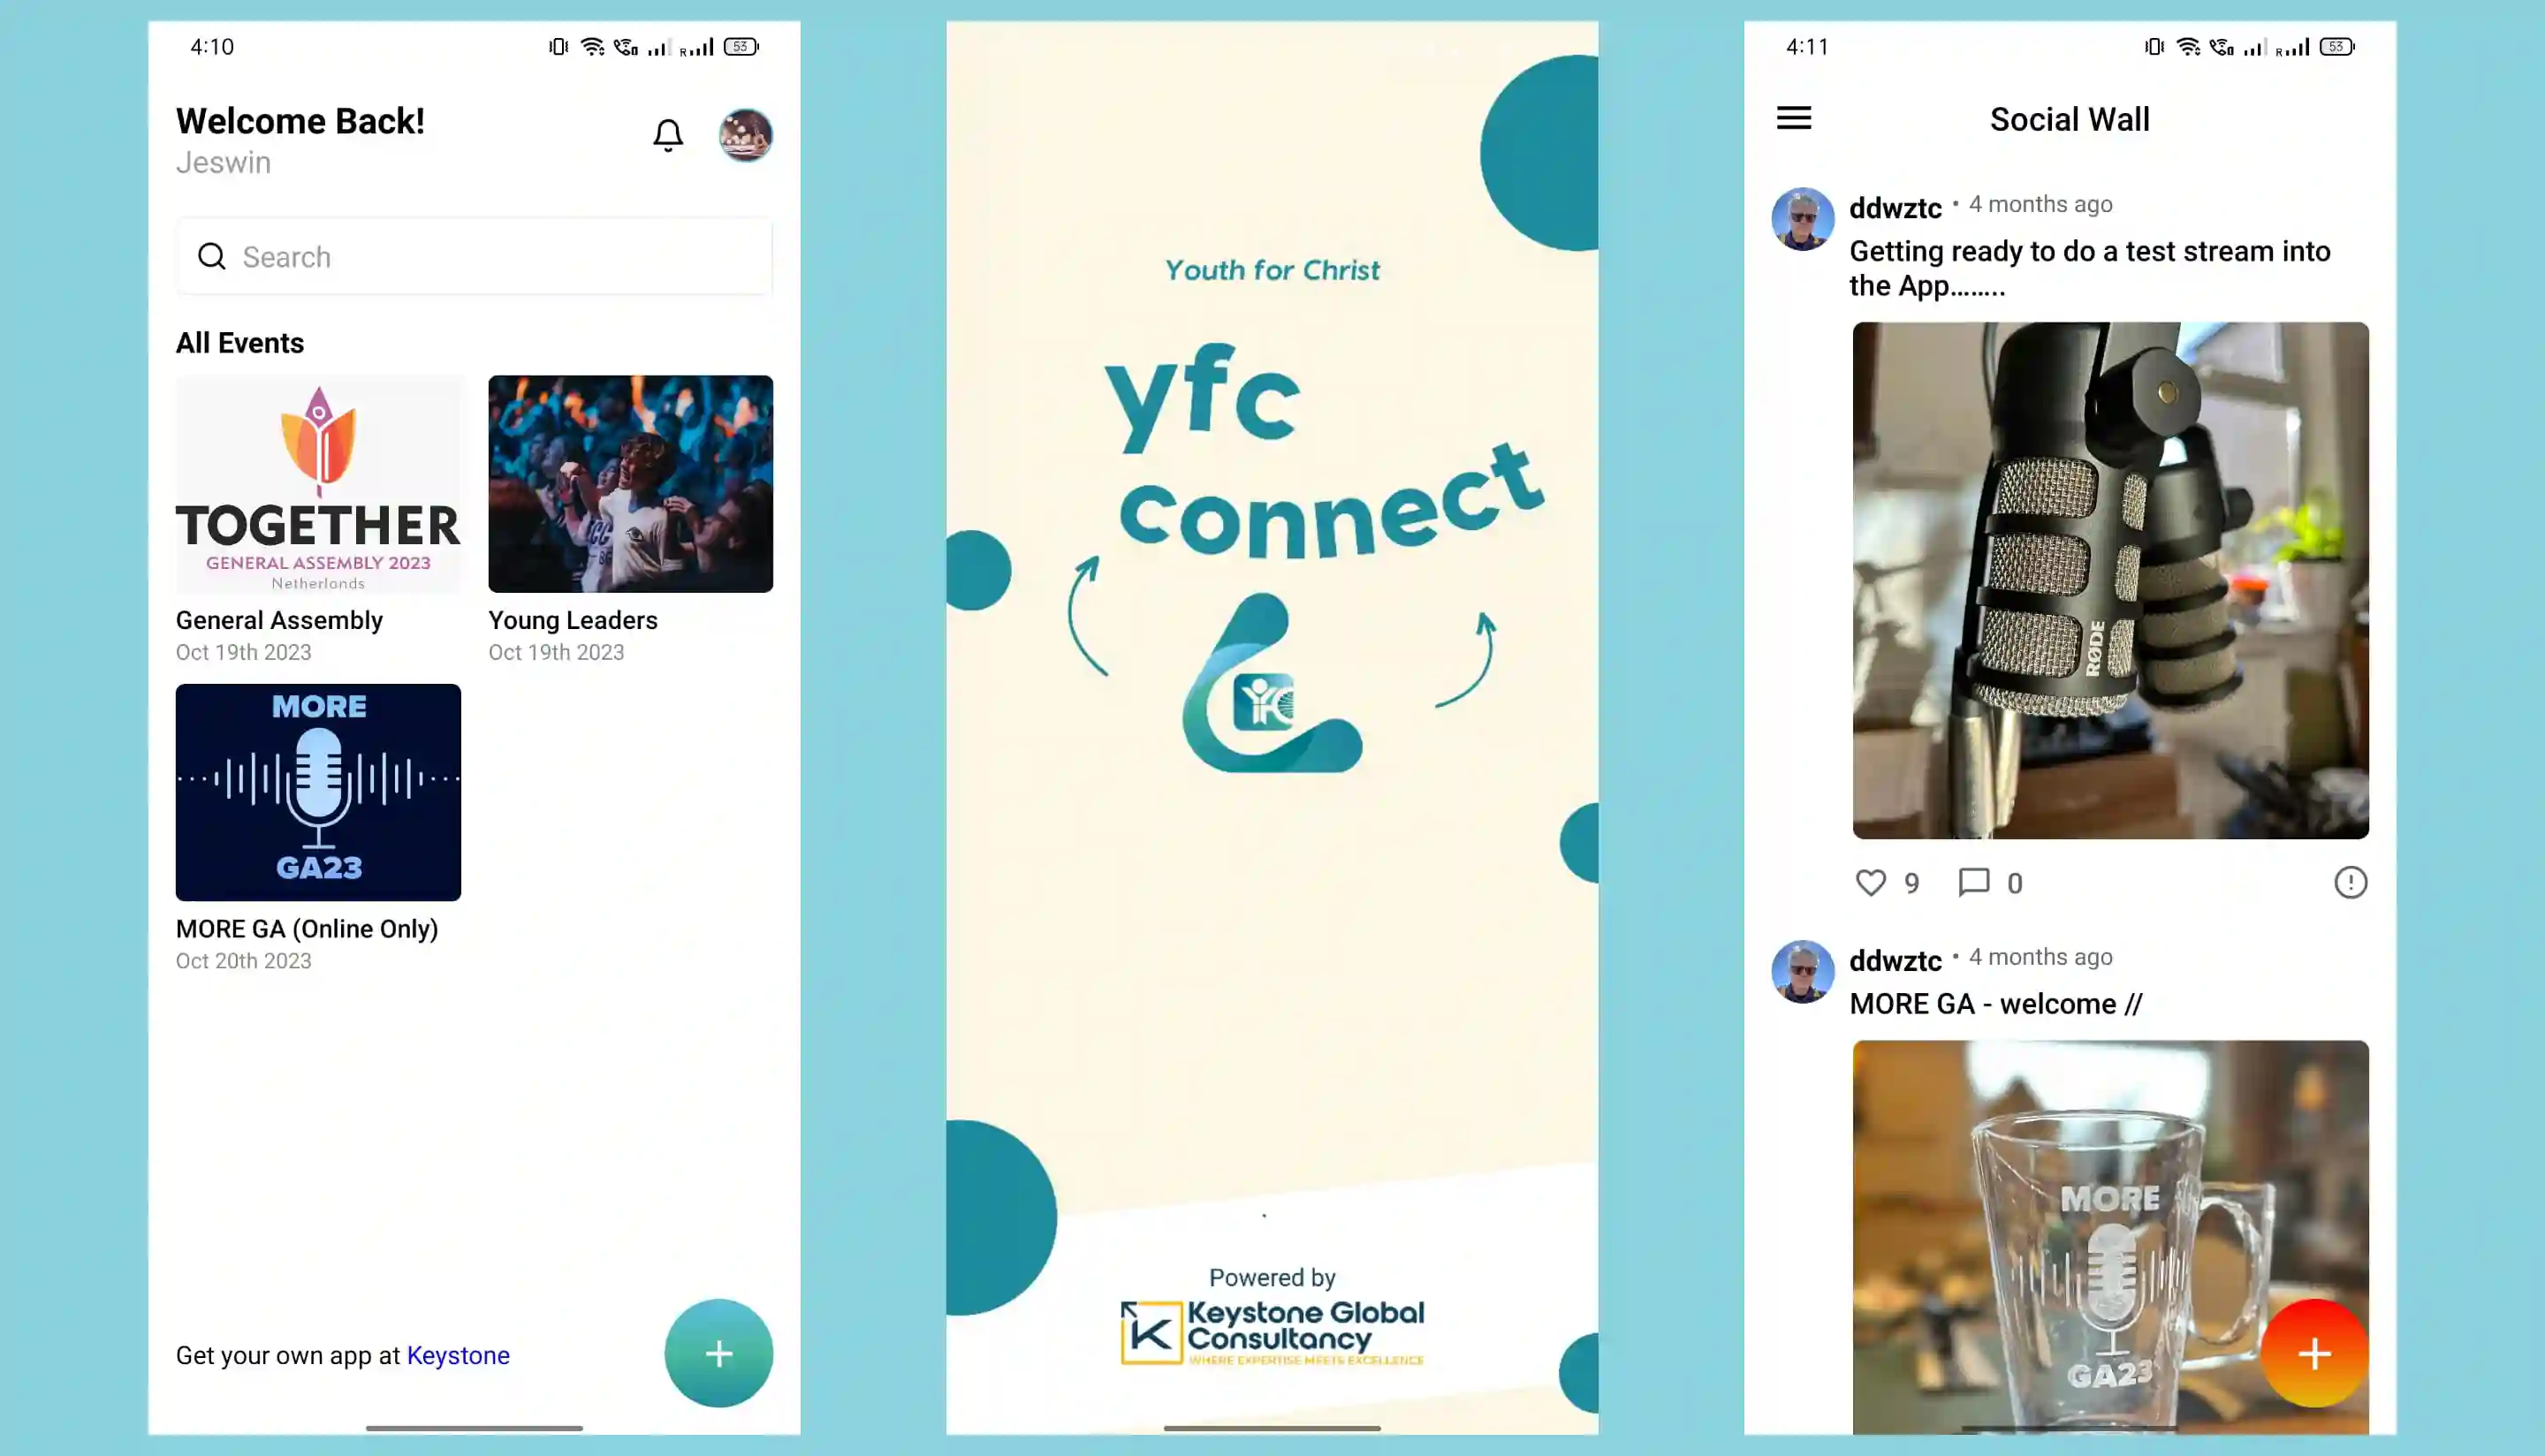 4:10
R
53
Welcome Back!
Jeswin
Search
All Events
TOGETHER
GENERAL ASSEMBLY 2023
Netherlands
General Assembly
Oct 19th 2023
Young Leaders
Oct 19th 2023
MORE
GA23
MORE GA (Online Only)
Oct 20th 2023
Get your own app at Keystone
+
Youth for Christ
yfc
connect
YFC
Powered by
Keystone Global
Consultancy
WHERE EXPERTISE MEETS EXCELLENCE
4:11
R
53
Social Wall
ddwztc • 4 months ago
Getting ready to do a test stream into
the App........
RØDE
9
0
ddwztc • 4 months ago
MORE GA - welcome //
MORE
GA23
+